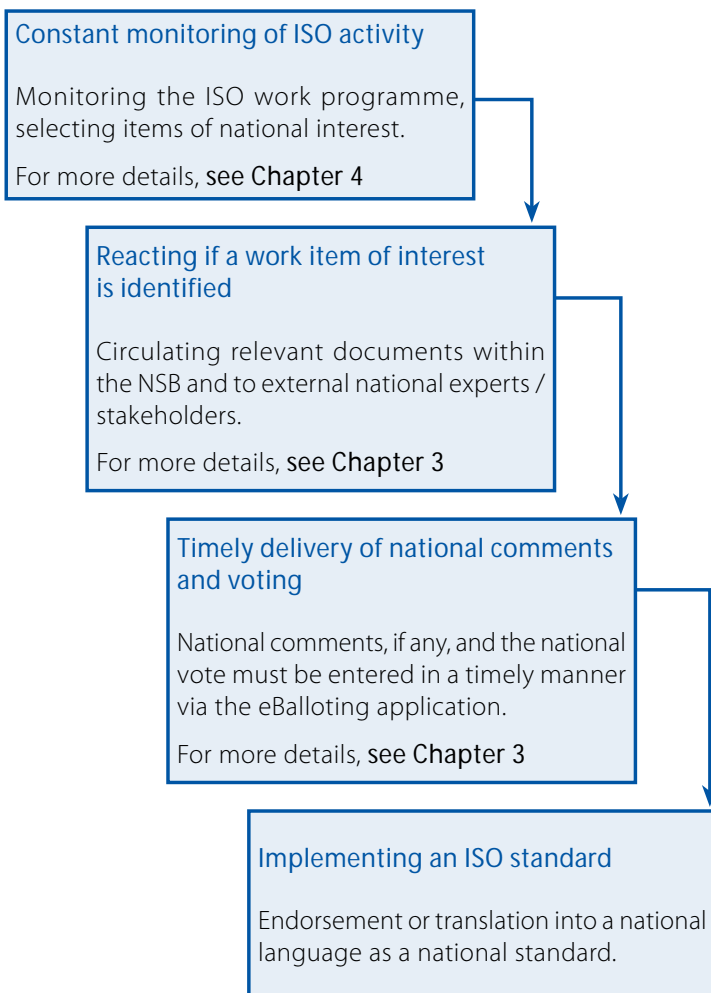 Constant monitoring of ISO activity
Monitoring the ISO work programme,
selecting items of national interest.
For more details, see Chapter 4
Reacting if a work item of interest
is identified
Circulating relevant documents within
the NSB and to external national experts /
stakeholders.
For more details, see Chapter 3
Timely delivery of national comments
and voting
National comments, if any, and the national
vote must be entered in a timely manner
via the eBalloting application.
For more details, see Chapter 3
Implementing an ISO standard
Endorsement or translation into a national
language as a national standard.